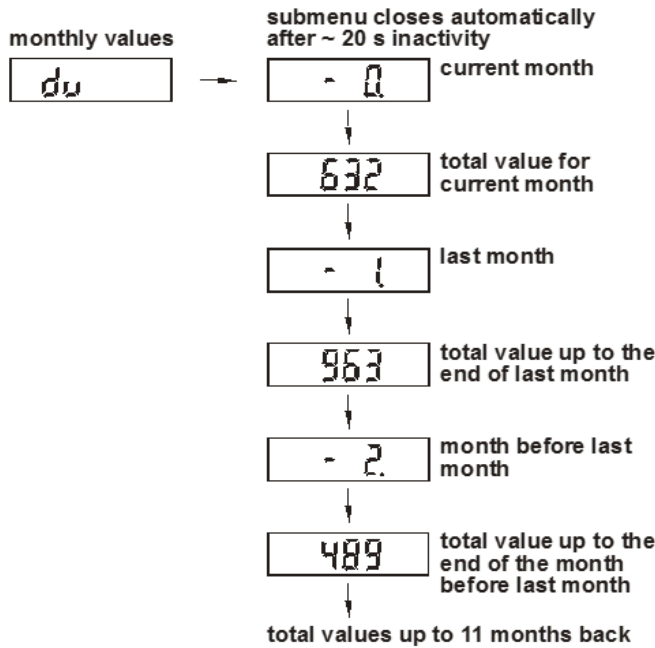 submenu closes automatically
after ~ 20 s inactivity
monthly values
du
- 0.
current month
632
total value for
current month
- 1.
last month
963
total value up to the
end of last month
- 2.
month before last
month
489
total value up to the
end of the month
before last month
total values up to 11 months back